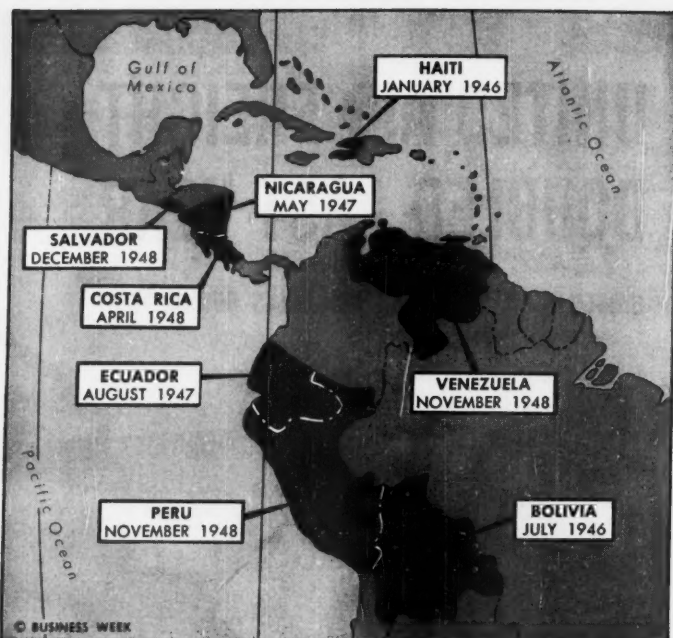 Gulf of
Mexico
Atlantic
Ocean
HAITI
JANUARY 1946
NICARAGUA
MAY 1947
SALVADOR
DECEMBER 1948
COSTA RICA
APRIL 1948
ECUADOR
AUGUST 1947
VENEZUELA
NOVEMBER 1948
Pacific Ocean
PERU
NOVEMBER 1948
BOLIVIA
JULY 1946
© BUSINESS WEEK